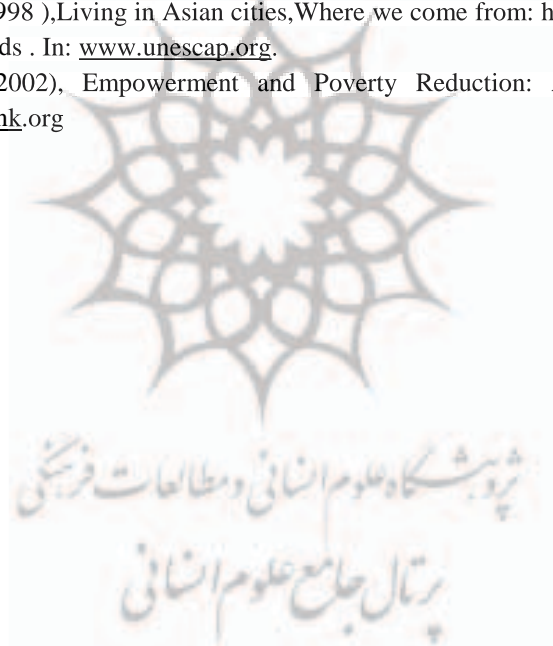 998 ),Living in Asian cities,Where we come from: h
ds . In: www.unescap.org.
2002), Empowerment and Poverty Reduction:
nk.org
پژوهشگاه علوم انسانی و مطالعات فرهنگی
پرتال جامع علوم انسانی